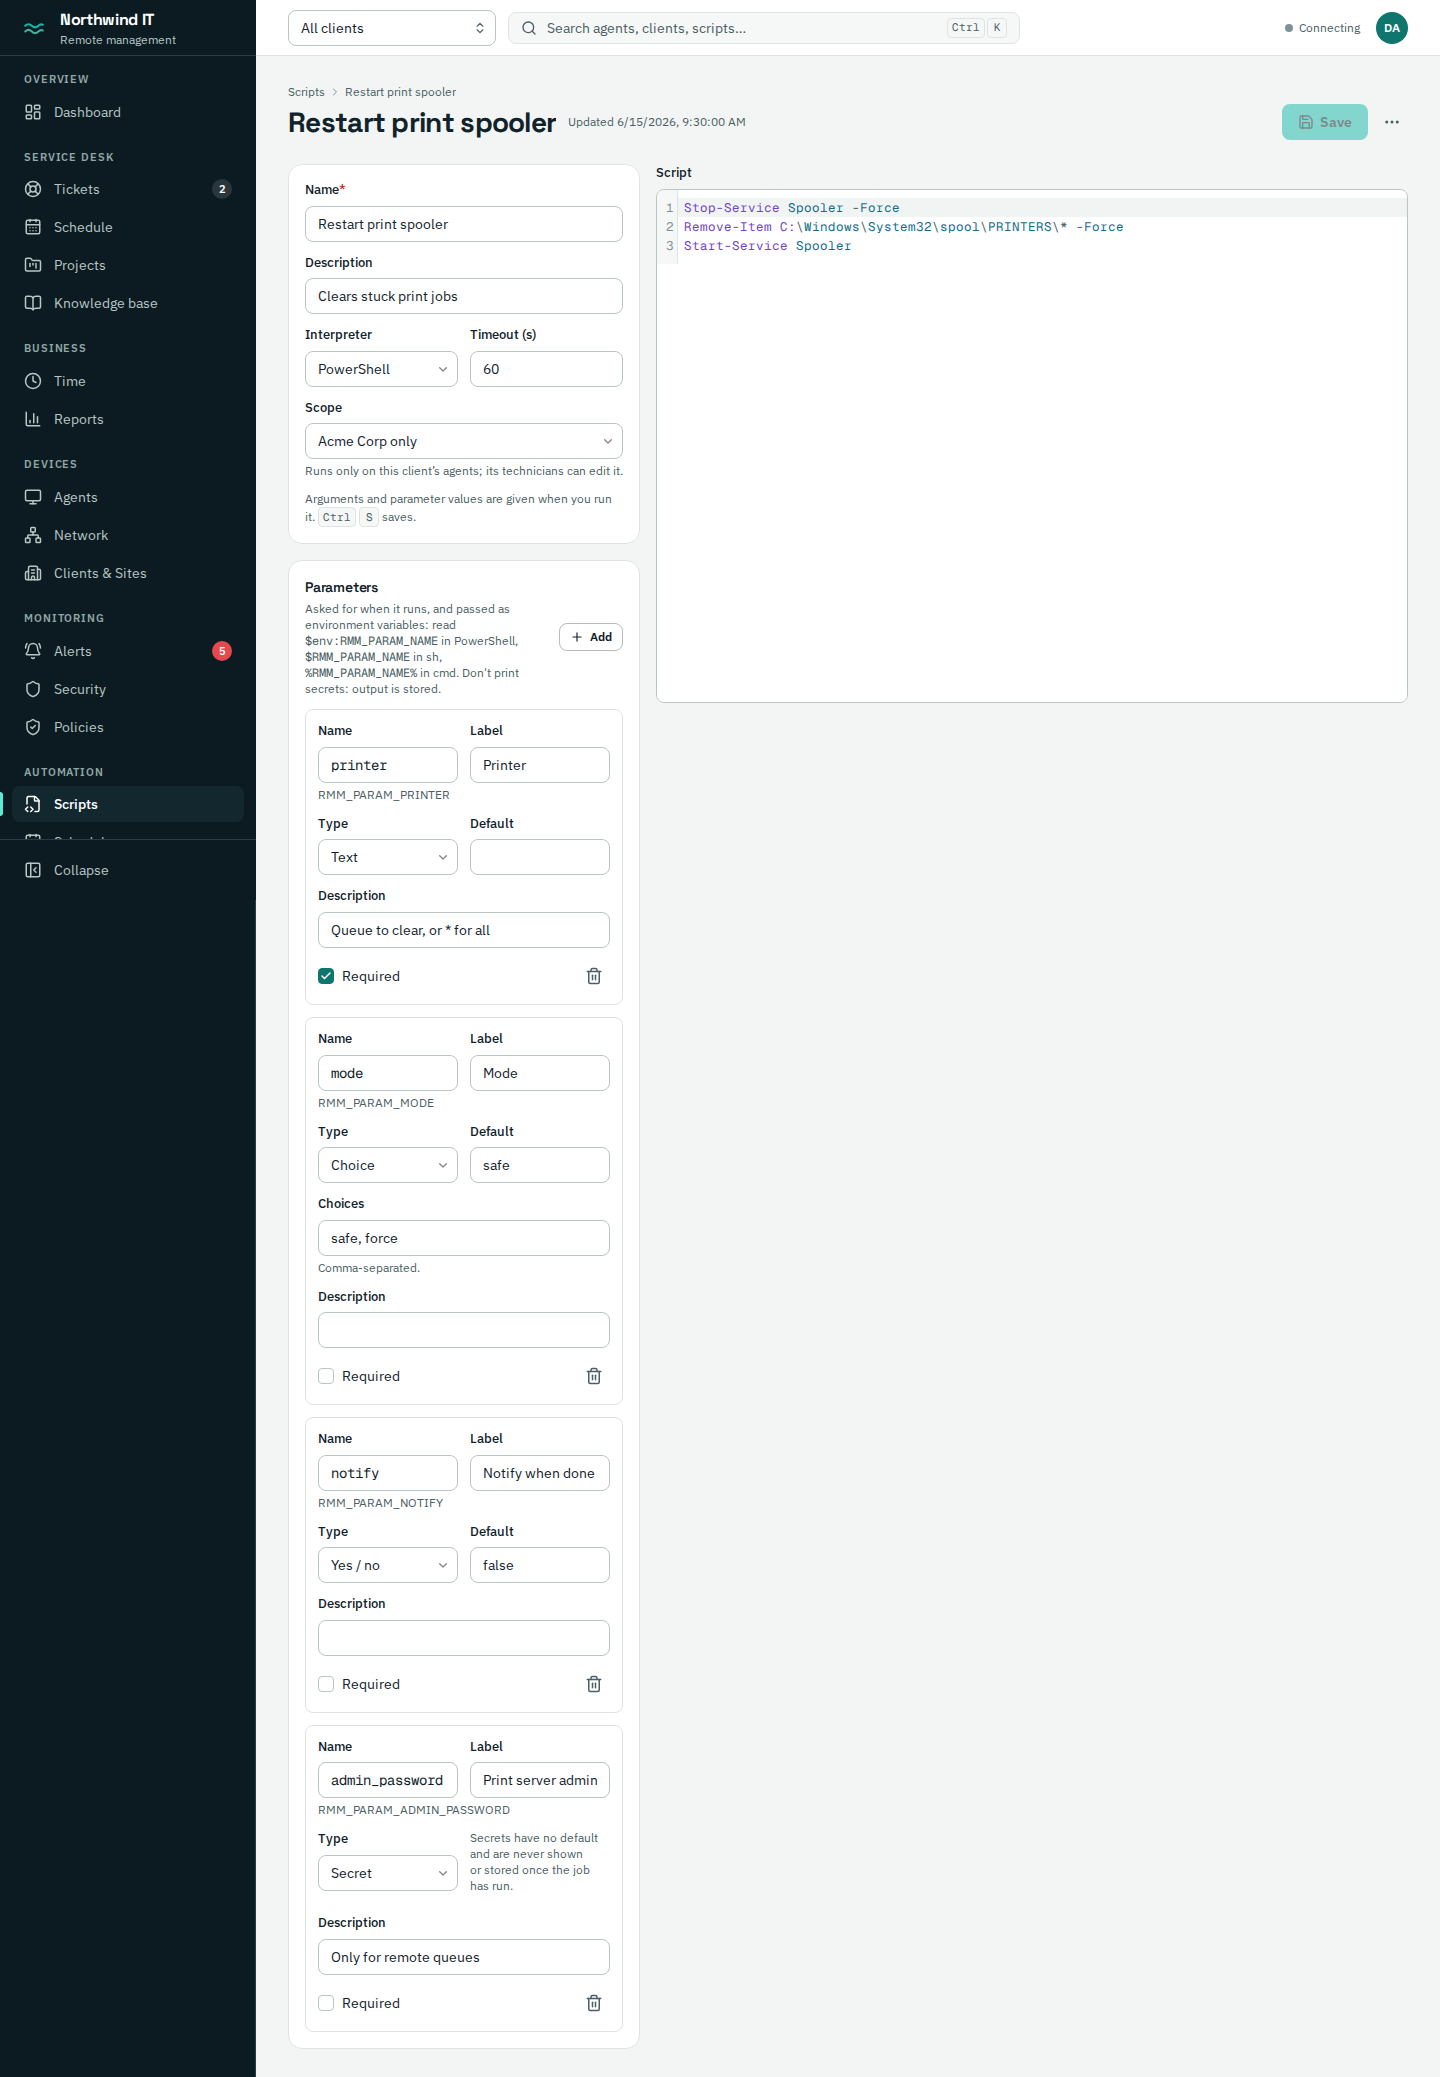 Northwind IT
Remote management
OVERVIEW
Dashboard
SERVICE DESK
Tickets 2
Schedule
Projects
Knowledge base
BUSINESS
Time
Reports
DEVICES
Agents
Network
Clients & Sites
MONITORING
Alerts 5
Security
Policies
AUTOMATION
Scripts
Collapse
All clients
Search agents, clients, scripts... Ctrl K
Connecting DA
Scripts > Restart print spooler
Restart print spooler Updated 6/15/2026, 9:30:00 AM
Save
Name*
Restart print spooler
Description
Clears stuck print jobs
Interpreter Timeout (s)
PowerShell 60
Scope
Acme Corp only
Runs only on this client's agents; its technicians can edit it.
Arguments and parameter values are given when you run
it. Ctrl S saves.
Parameters
Asked for when it runs, and passed as
environment variables: read
$env:RMM_PARAM_NAME in PowerShell,
$RMM_PARAM_NAME in sh,
%RMM_PARAM_NAME% in cmd. Don't print
secrets: output is stored.
Add
Name Label
printer Printer
RMM_PARAM_PRINTER
Type Default
Text
Description
Queue to clear, or * for all
Required
Name Label
mode Mode
RMM_PARAM_MODE
Type Default
Choice safe
Choices
safe, force
Comma-separated.
Description
Required
Name Label
notify Notify when done
RMM_PARAM_NOTIFY
Type Default
Yes / no false
Description
Required
Name Label
admin_password Print server admin
RMM_PARAM_ADMIN_PASSWORD
Type
Secret
Secrets have no default
and are never shown
or stored once the job
has run.
Description
Only for remote queues
Required
Script
1 Stop-Service Spooler -Force
2 Remove-Item C:\Windows\System32\spool\PRINTERS\* -Force
3 Start-Service Spooler